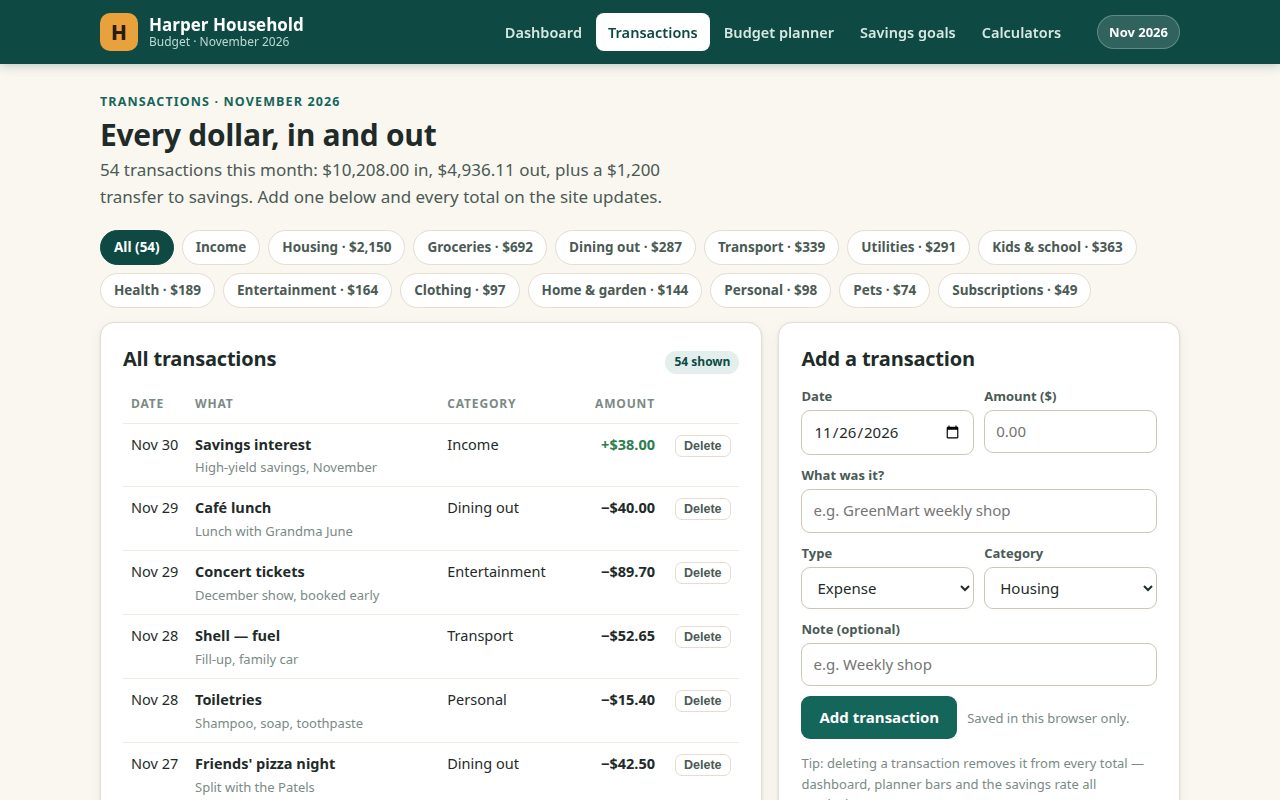 H
Harper Household
Budget · November 2026
Dashboard
Transactions
Budget planner
Savings goals
Calculators
Nov 2026
TRANSACTIONS · NOVEMBER 2026
Every dollar, in and out
54 transactions this month: $10,208.00 in, $4,936.11 out, plus a $1,200
transfer to savings. Add one below and every total on the site updates.
All (54)
Income
Housing · $2,150
Groceries · $692
Dining out · $287
Transport · $339
Utilities · $291
Kids & school · $363
Health · $189
Entertainment · $164
Clothing · $97
Home & garden · $144
Personal · $98
Pets · $74
Subscriptions · $49
All transactions
54 shown
DATE WHAT CATEGORY AMOUNT
Nov 30 Savings interest Income +$38.00 Delete
High-yield savings, November
Nov 29 Café lunch Dining out −$40.00 Delete
Lunch with Grandma June
Nov 29 Concert tickets Entertainment −$89.70 Delete
December show, booked early
Nov 28 Shell — fuel Transport −$52.65 Delete
Fill-up, family car
Nov 28 Toiletries Personal −$15.40 Delete
Shampoo, soap, toothpaste
Nov 27 Friends' pizza night Dining out −$42.50 Delete
Split with the Patels
Add a transaction
Date Amount ($)
11/26/2026 0.00
What was it?
e.g. GreenMart weekly shop
Type Category
Expense Housing
Note (optional)
e.g. Weekly shop
Add transaction Saved in this browser only.
Tip: deleting a transaction removes it from every total —
dashboard, planner bars and the savings rate all